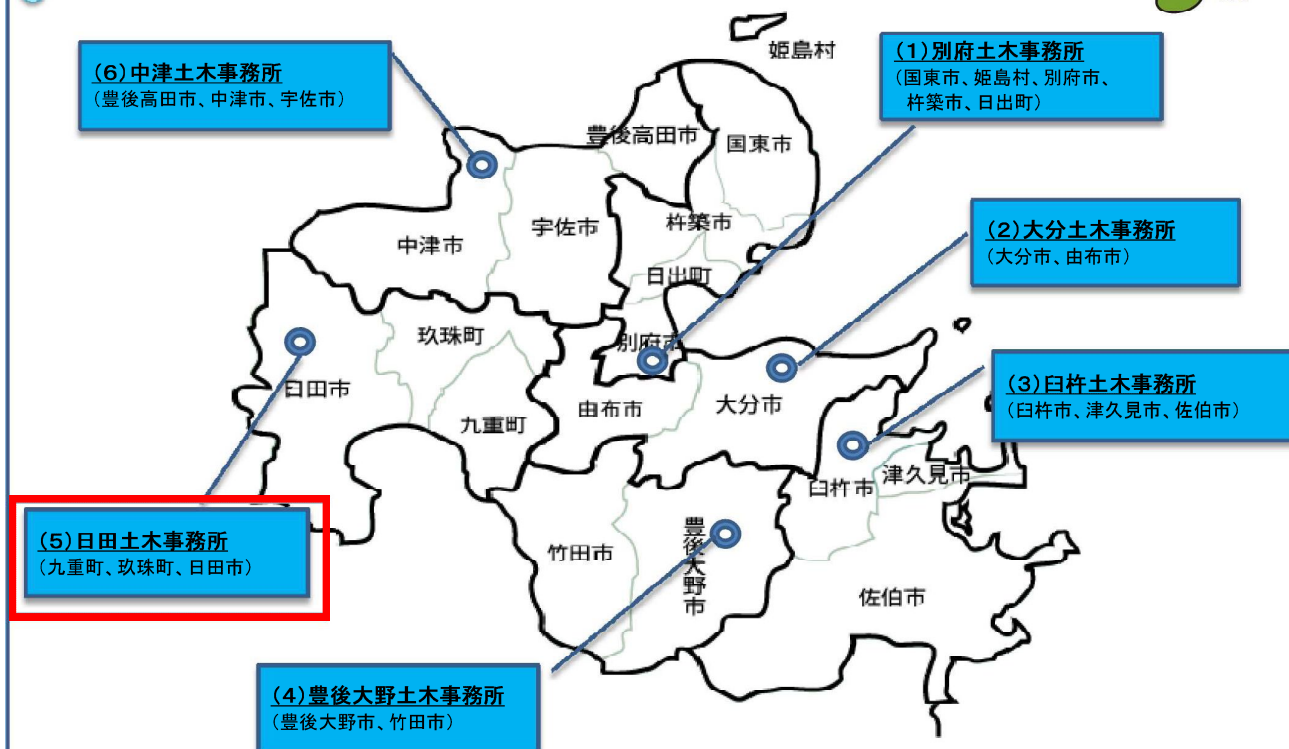 姫島村
(1)別府土木事務所
(国東市、姫島村、別府市、
杵築市、日出町)
(6)中津土木事務所
(豊後高田市、中津市、宇佐市)
豊後高田市
国東市
杵築市
宇佐市
中津市
日出町
(2)大分土木事務所
(大分市、由布市)
玖珠町
別府市
日田市
由布市
大分市
九重町
(3)臼杵土木事務所
(臼杵市、津久見市、佐伯市)
津久見市
臼杵市
(5)日田土木事務所
(九重町、玖珠町、日田市)
竹田市
豊後大野市
佐伯市
(4)豊後大野土木事務所
(豊後大野市、竹田市)